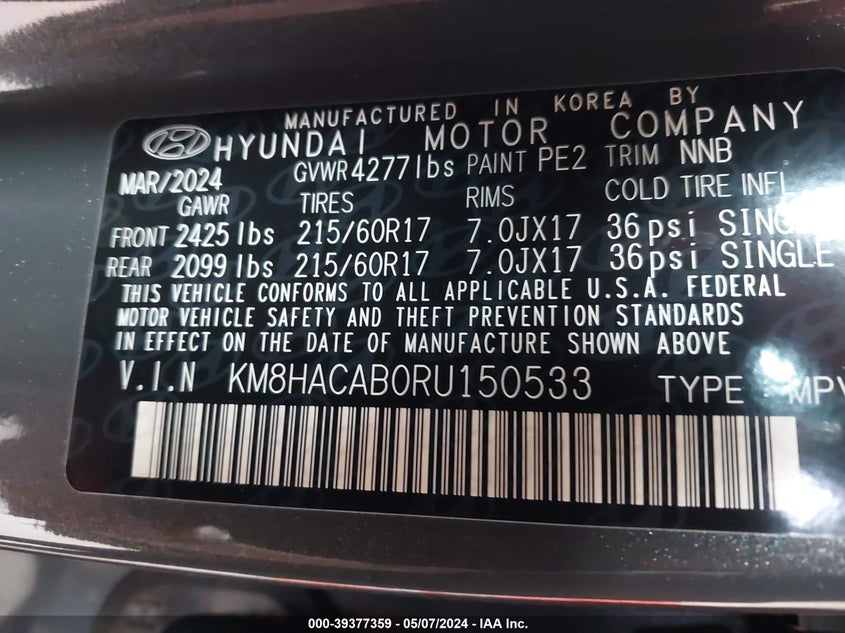 MANUFACTURED IN KOREA BY
HYUNDAI MOTOR COMPANY
MAR/2024 GVWR 4277lbs PAINT PE2 TRIM NNB
GAWR TIRES RIMS COLD TIRE INFL
FRONT 2425 lbs 215/60R17 7.0JX17 36psi SINGLE
REAR 2099 lbs 215/60R17 7.0JX17 36psi SINGLE
THIS VEHICLE CONFORMS TO ALL APPLICABLE U.S.A. FEDERAL
MOTOR VEHICLE SAFETY AND THEFT PREVENTION STANDARDS
IN EFFECT ON THE DATE OF MANUFACTURE SHOWN ABOVE
V.I.N KM8HACAB0RU150533 TYPE MPV
000-39377359 - 05/07/2024 - IAA Inc.